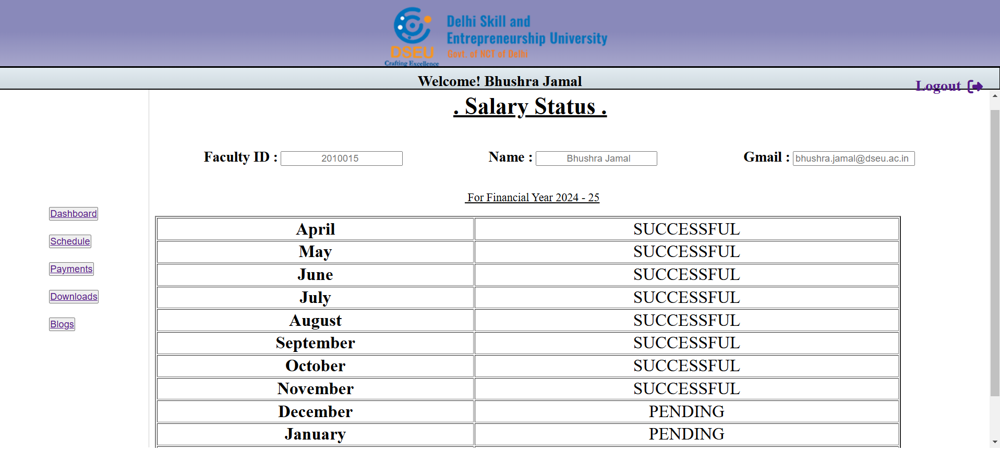 DSEU
Crafting Excellence
Delhi Skill and
Entrepreneurship University
Govt. of NCT of Delhi
Welcome! Bhushra Jamal
Logout
. Salary Status .
Faculty ID : 2010015 Name : Bhushra Jamal Gmail : bhushra.jamal@dseu.ac.in
For Financial Year 2024 - 25
Dashboard
Schedule
Payments
Downloads
Blogs
April SUCCESSFUL
May SUCCESSFUL
June SUCCESSFUL
July SUCCESSFUL
August SUCCESSFUL
September SUCCESSFUL
October SUCCESSFUL
November SUCCESSFUL
December PENDING
January PENDING